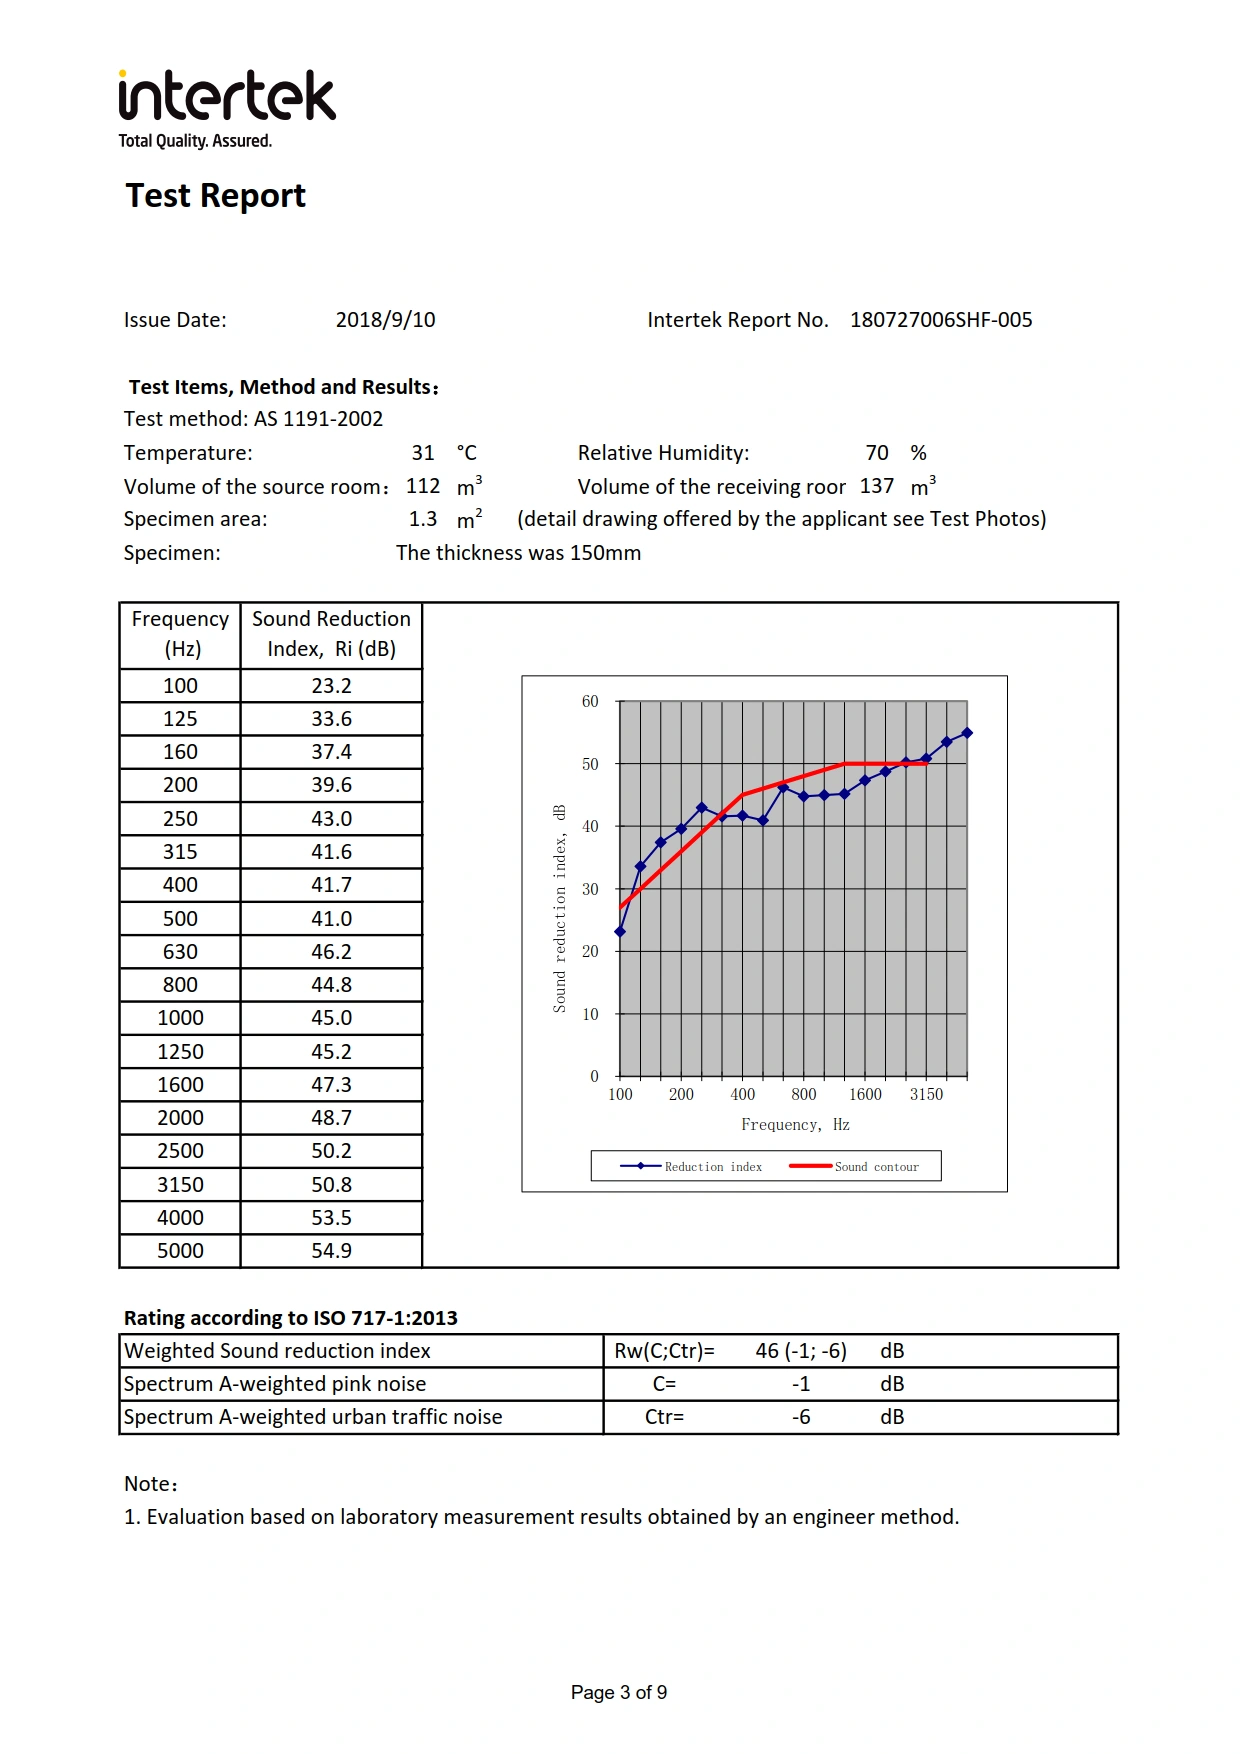 intertek
Total Quality. Assured.
Test Report
Issue Date: 2018/9/10 Intertek Report No. 180727006SHF-005
Test Items, Method and Results：
Test method: AS 1191-2002
Temperature: 31 °C Relative Humidity: 70 %
Volume of the source room： 112 m³ Volume of the receiving roor 137 m³
Specimen area: 1.3 m² (detail drawing offered by the applicant see Test Photos)
Specimen: The thickness was 150mm
Frequency (Hz) Sound Reduction Index, Ri (dB)
100 23.2
125 33.6
160 37.4
200 39.6
250 43.0
315 41.6
400 41.7
500 41.0
630 46.2
800 44.8
1000 45.0
1250 45.2
1600 47.3
2000 48.7
2500 50.2
3150 50.8
4000 53.5
5000 54.9
Sound reduction index, dB
60
50
40
30
20
10
0
100 200 400 800 1600 3150
Frequency, Hz
Reduction index Sound contour
Rating according to ISO 717-1:2013
Weighted Sound reduction index Rw(C;Ctr)= 46 (-1; -6) dB
Spectrum A-weighted pink noise C= -1 dB
Spectrum A-weighted urban traffic noise Ctr= -6 dB
Note：
1. Evaluation based on laboratory measurement results obtained by an engineer method.
Page 3 of 9